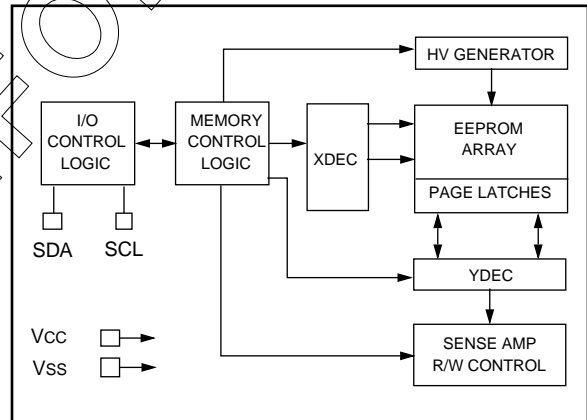 HV GENERATOR
I/O
CONTROL
LOGIC
MEMORY
CONTROL
LOGIC
XDEC
EEPROM
ARRAY
PAGE LATCHES
SDA
SCL
YDEC
VCC
VSS
SENSE AMP
R/W CONTROL